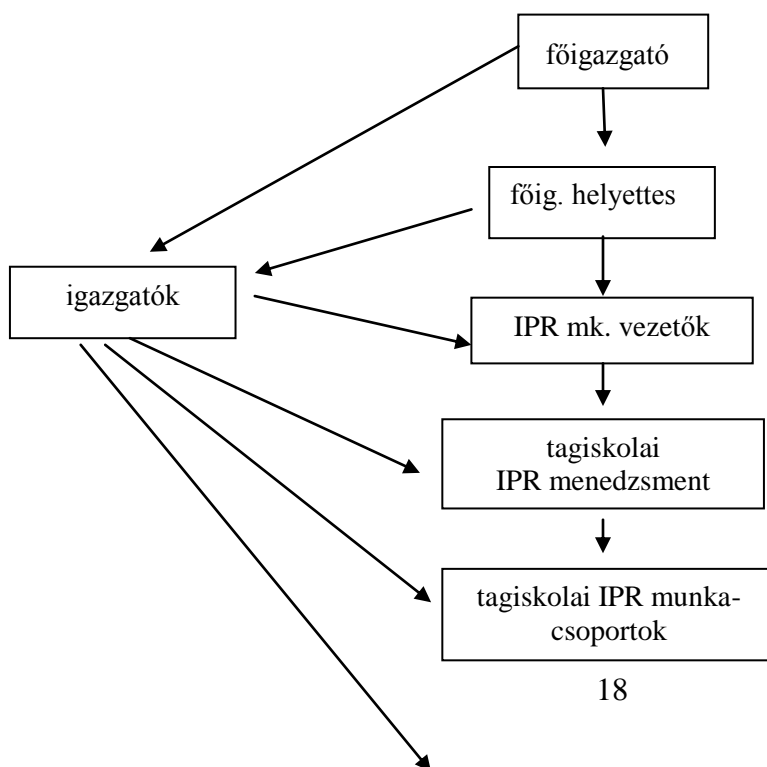 főigazgató
főig. helyettes
igazgatók
IPR mk. vezetők
tagiskolai
IPR menedzsment
tagiskolai IPR munka-
csoportok
18